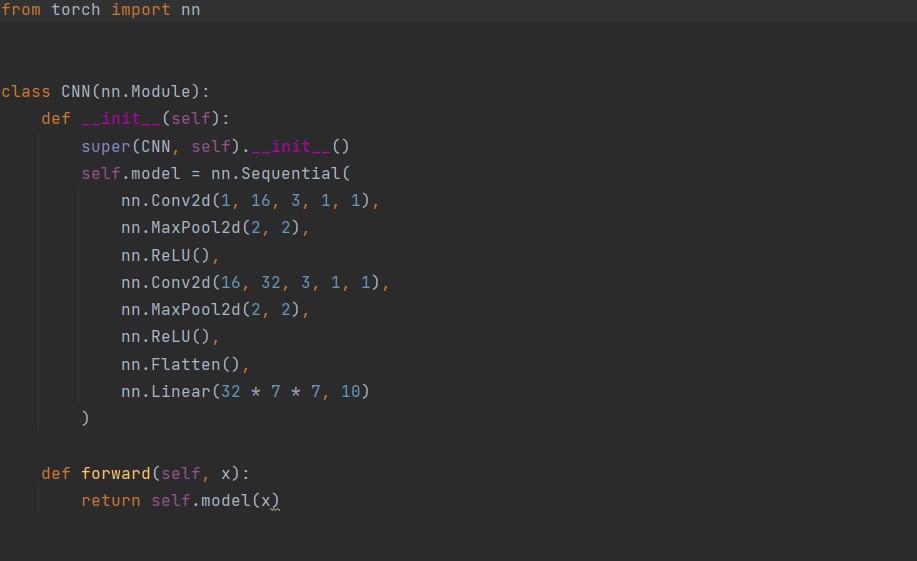 from torch import nn
class CNN(nn.Module):
    def __init__(self):
        super(CNN, self).__init__()
        self.model = nn.Sequential(
            nn.Conv2d(1, 16, 3, 1, 1),
            nn.MaxPool2d(2, 2),
            nn.ReLU(),
            nn.Conv2d(16, 32, 3, 1, 1),
            nn.MaxPool2d(2, 2),
            nn.ReLU(),
            nn.Flatten(),
            nn.Linear(32 * 7 * 7, 10)
        )
    def forward(self, x):
        return self.model(x)